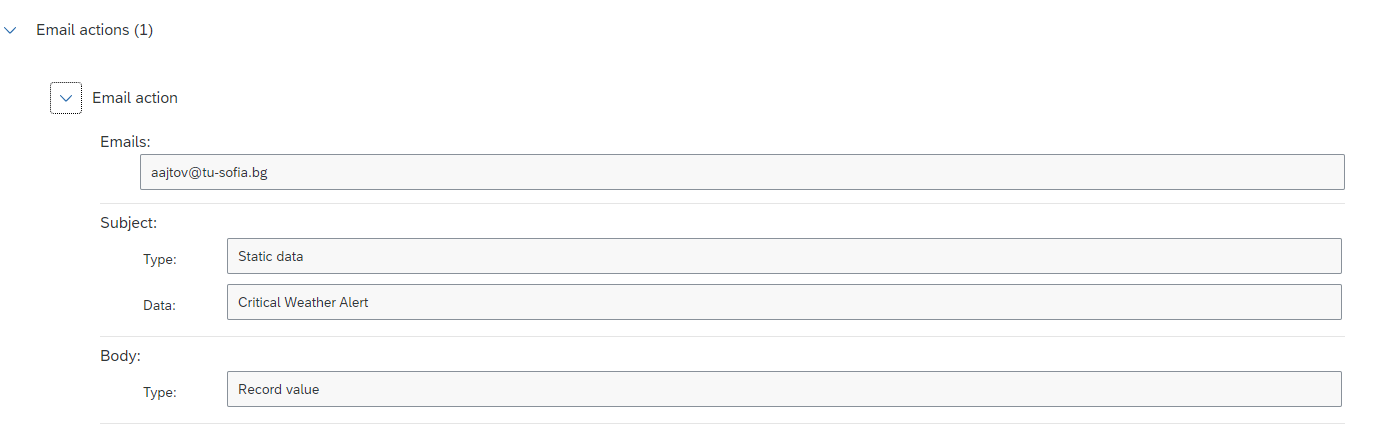 Email actions (1)
Email action
Emails:
aajtov@tu-sofia.bg
Subject:
Type:
Static data
Data:
Critical Weather Alert
Body:
Type:
Record value